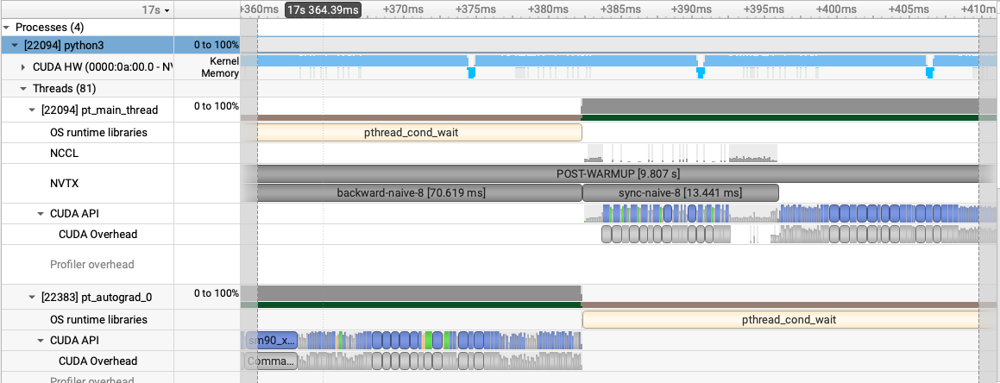 17s
+360ms
17s 364.39ms
+370ms
+375ms
+380ms
+385ms
+390ms
+395ms
+400ms
+405ms
+410m
Processes (4)
[22094] python3
0 to 100%
CUDA HW (0000:0a:00.0 - NV
Kernel
Memory
Threads (81)
[22094] pt_main_thread
0 to 100%
OS runtime libraries
pthread_cond_wait
NCCL
NVTX
POST-WARMUP [9.807 s]
backward-naive-8 [70.619 ms]
sync-naive-8 [13.441 ms]
CUDA API
CUDA Overhead
Profiler overhead
[22383] pt_autograd_0
0 to 100%
OS runtime libraries
pthread_cond_wait
CUDA API
sm90_x...
CUDA Overhead
Comma...
Profiler overhead